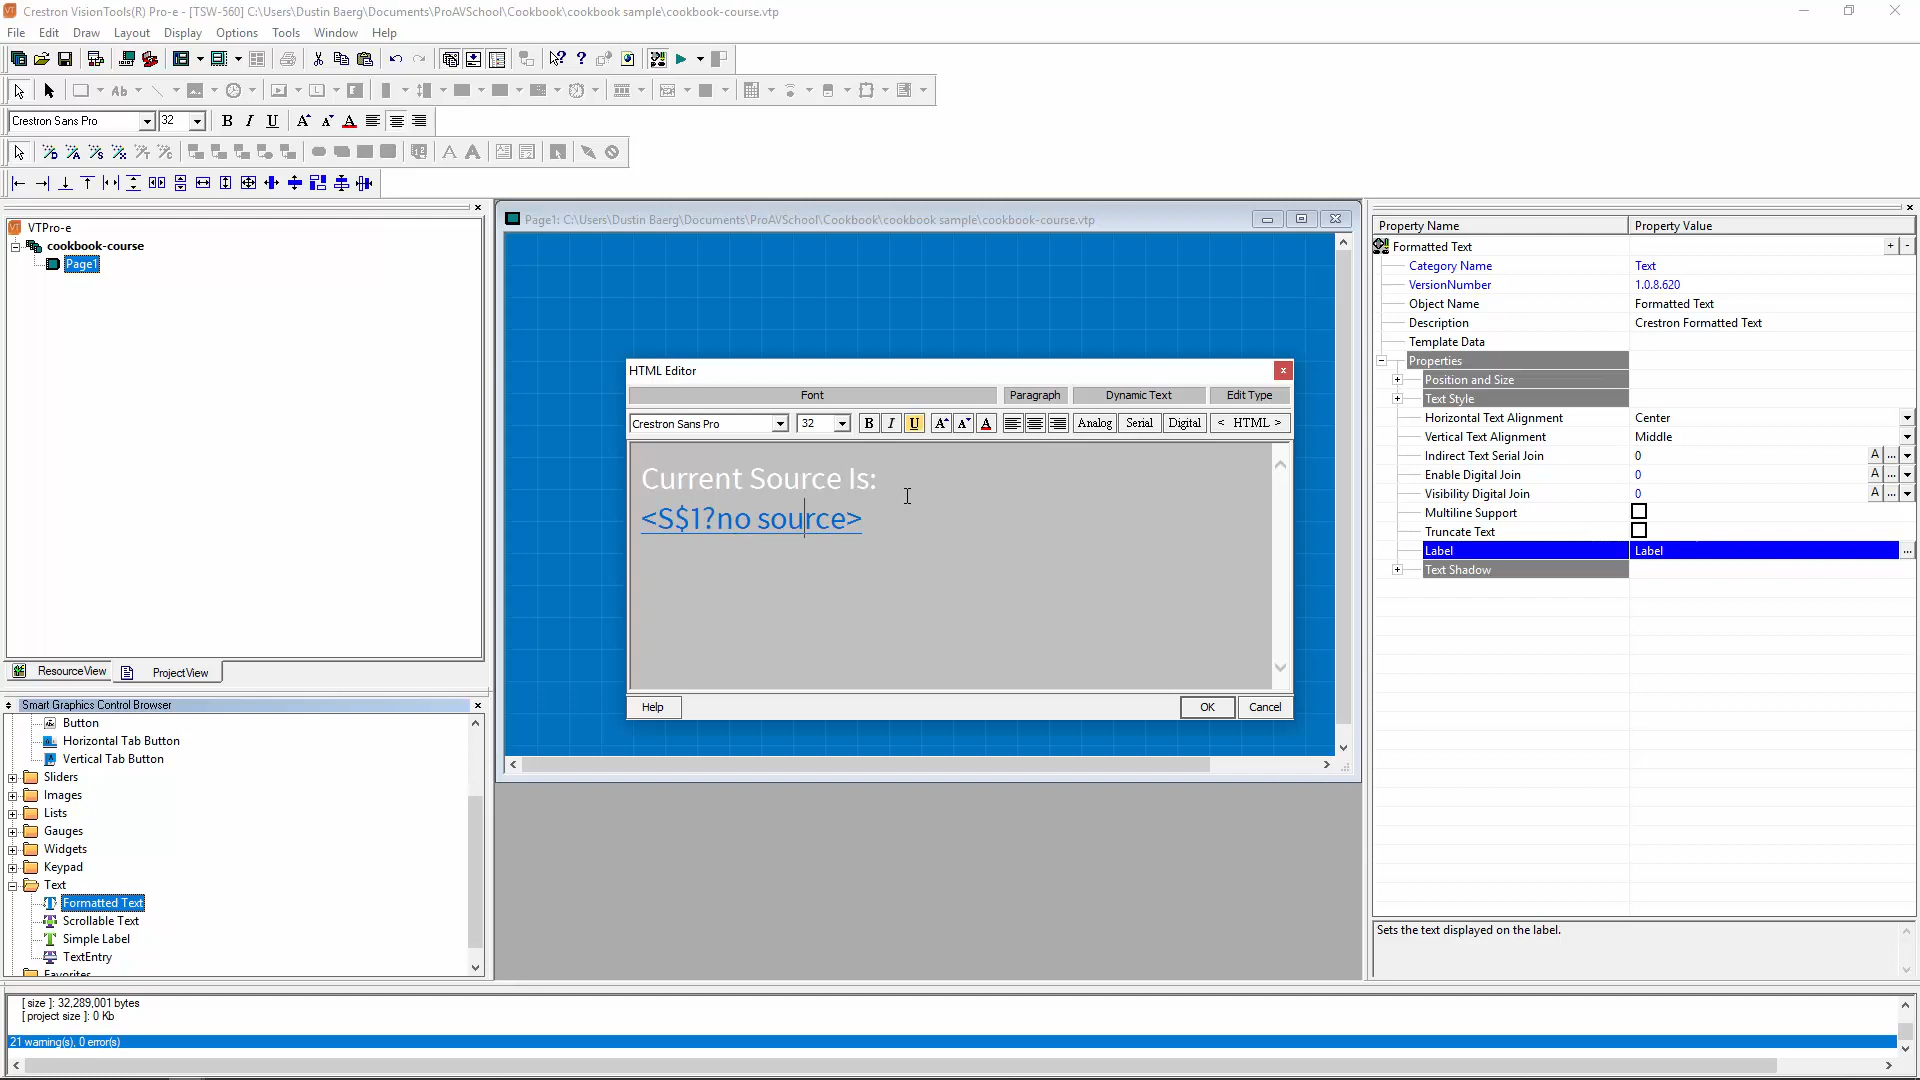 Crestron VisionTools(R) Pro-e - [TSW-560] C:\Users\Dustin Baerg\Documents\ProAVSchool\Cookbook\cookbook sample\cookbook-course.vtp
File Edit Draw Layout Display Options Tools Window Help
Crestron Sans Pro 32 B I U
VTPro-e
cookbook-course
Page1
ResourceView ProjectView
Smart Graphics Control Browser
Button
Horizontal Tab Button
Vertical Tab Button
Sliders
Images
Lists
Gauges
Widgets
Keypad
Text
Formatted Text
Scrollable Text
Simple Label
TextEntry
Favorites
Page1: C:\Users\Dustin Baerg\Documents\ProAVSchool\Cookbook\cookbook sample\cookbook-course.vtp
HTML Editor
Font Paragraph Dynamic Text Edit Type
Crestron Sans Pro 32 B I U A A A Analog Serial Digital < HTML >
Current Source Is:
<S$1?no source>
Help OK Cancel
Property Name Property Value
Formatted Text + -
Category Name Text
VersionNumber 1.0.8.620
Object Name Formatted Text
Description Crestron Formatted Text
Template Data
Properties
Position and Size
Text Style
Horizontal Text Alignment Center
Vertical Text Alignment Middle
Indirect Text Serial Join 0 A ...
Enable Digital Join 0 A ...
Visibility Digital Join 0 A ...
Multiline Support
Truncate Text
Label Label ...
Text Shadow
Sets the text displayed on the label.
[ size ]: 32,289,001 bytes
[ project size ]: 0 Kb
21 warning(s), 0 error(s)